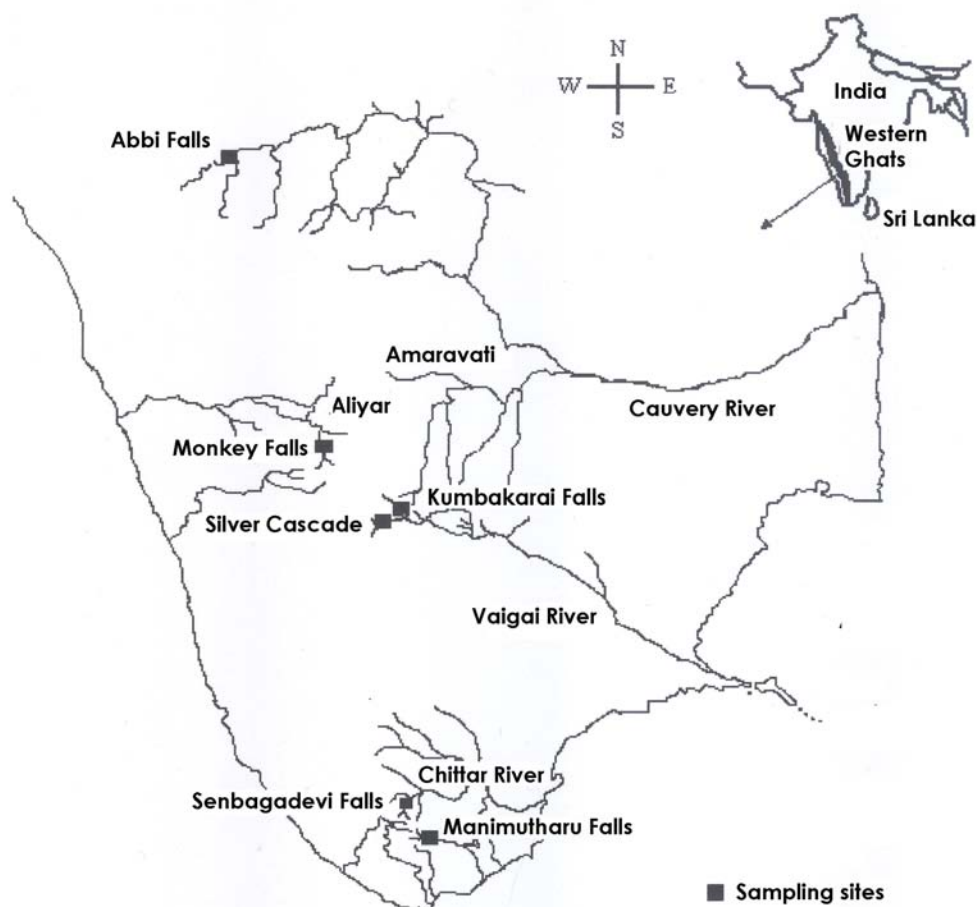 N
W E
S
India
Western
Ghats
Sri Lanka
Abbi Falls
Amaravati
Aliyar
Cauvery River
Monkey Falls
Kumbakarai Falls
Silver Cascade
Vaigai River
Chittar River
Senbagadevi Falls
Manimutharu Falls
Sampling sites